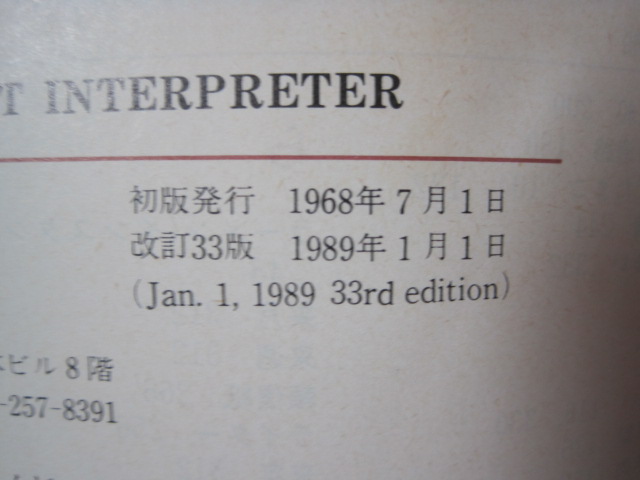 INTERPRETER
初版発行 1968年7月1日
改訂33版 1989年1月1日
(Jan. 1, 1989 33rd edition)
ビル8階
-257-8391